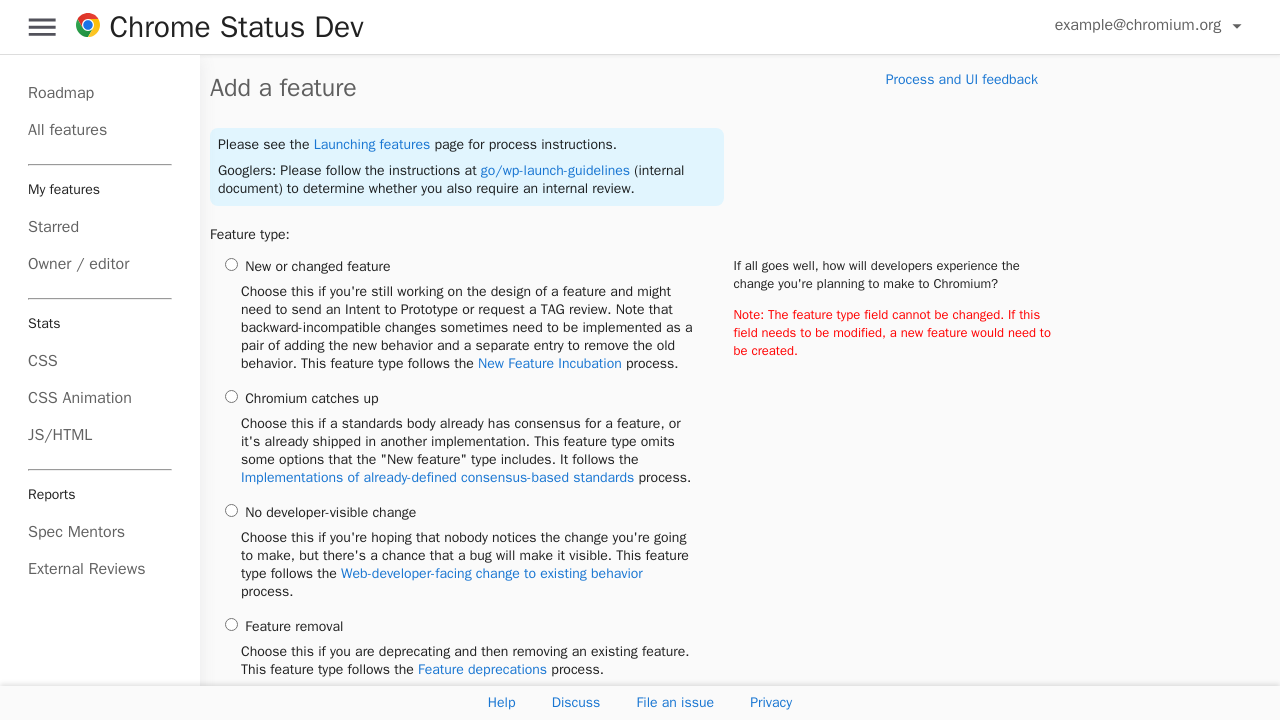 Chrome Status Dev
example@chromium.org
Roadmap
All features
My features
Starred
Owner / editor
Stats
CSS
CSS Animation
JS/HTML
Reports
Spec Mentors
External Reviews
Add a feature
Process and UI feedback
Please see the Launching features page for process instructions.
Googlers: Please follow the instructions at go/wp-launch-guidelines (internal
document) to determine whether you also require an internal review.
Feature type:
New or changed feature
Choose this if you're still working on the design of a feature and might
need to send an Intent to Prototype or request a TAG review. Note that
backward-incompatible changes sometimes need to be implemented as a
pair of adding the new behavior and a separate entry to remove the old
behavior. This feature type follows the New Feature Incubation process.
Chromium catches up
Choose this if a standards body already has consensus for a feature, or
it's already shipped in another implementation. This feature type omits
some options that the "New feature" type includes. It follows the
Implementations of already-defined consensus-based standards process.
No developer-visible change
Choose this if you're hoping that nobody notices the change you're going
to make, but there's a chance that a bug will make it visible. This feature
type follows the Web-developer-facing change to existing behavior
process.
Feature removal
Choose this if you are deprecating and then removing an existing feature.
This feature type follows the Feature deprecations process.
If all goes well, how will developers experience the
change you're planning to make to Chromium?
Note: The feature type field cannot be changed. If this
field needs to be modified, a new feature would need to
be created.
Help
Discuss
File an issue
Privacy